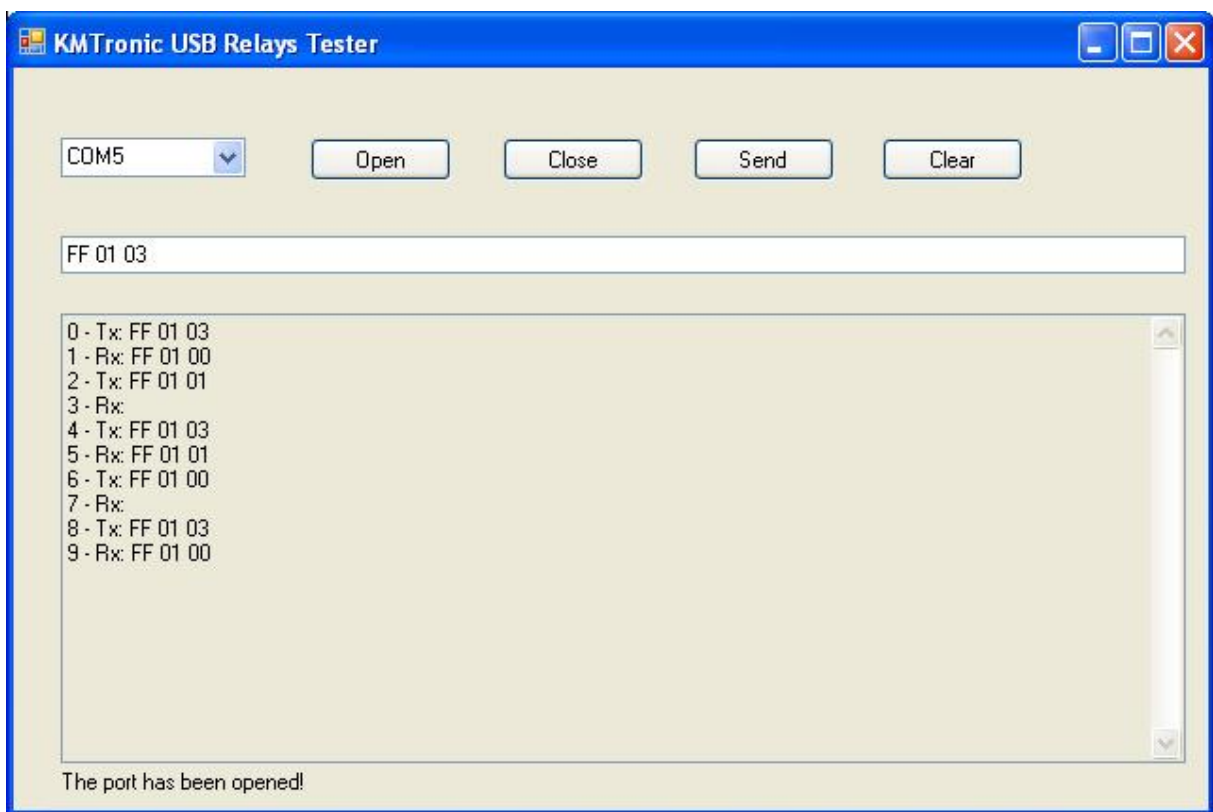 KMTronic USB Relays Tester
COM5 Open Close Send Clear
FF 01 03
0 - Tx: FF 01 03
1 - Rx: FF 01 00
2 - Tx: FF 01 01
3 - Rx:
4 - Tx: FF 01 03
5 - Rx: FF 01 01
6 - Tx: FF 01 00
7 - Rx:
8 - Tx: FF 01 03
9 - Rx: FF 01 00
The port has been opened!